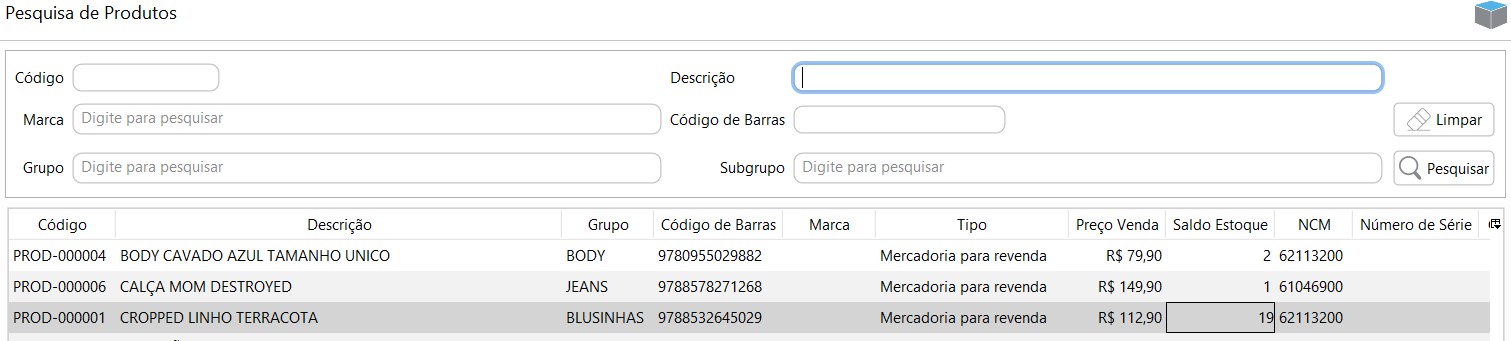 Pesquisa de Produtos
Código Descrição
Marca Digite para pesquisar Código de Barras Limpar
Grupo Digite para pesquisar Subgrupo Digite para pesquisar Pesquisar
Código Descrição Grupo Código de Barras Marca Tipo Preço Venda Saldo Estoque NCM Número de Série
PROD-000004 BODY CAVADO AZUL TAMANHO UNICO BODY 9780955029882 Mercadoria para revenda R$ 79,90 2 62113200
PROD-000006 CALÇA MOM DESTROYED JEANS 9788578271268 Mercadoria para revenda R$ 149,90 1 61046900
PROD-000001 CROPPED LINHO TERRACOTA BLUSINHAS 9788532645029 Mercadoria para revenda R$ 112,90 19 62113200